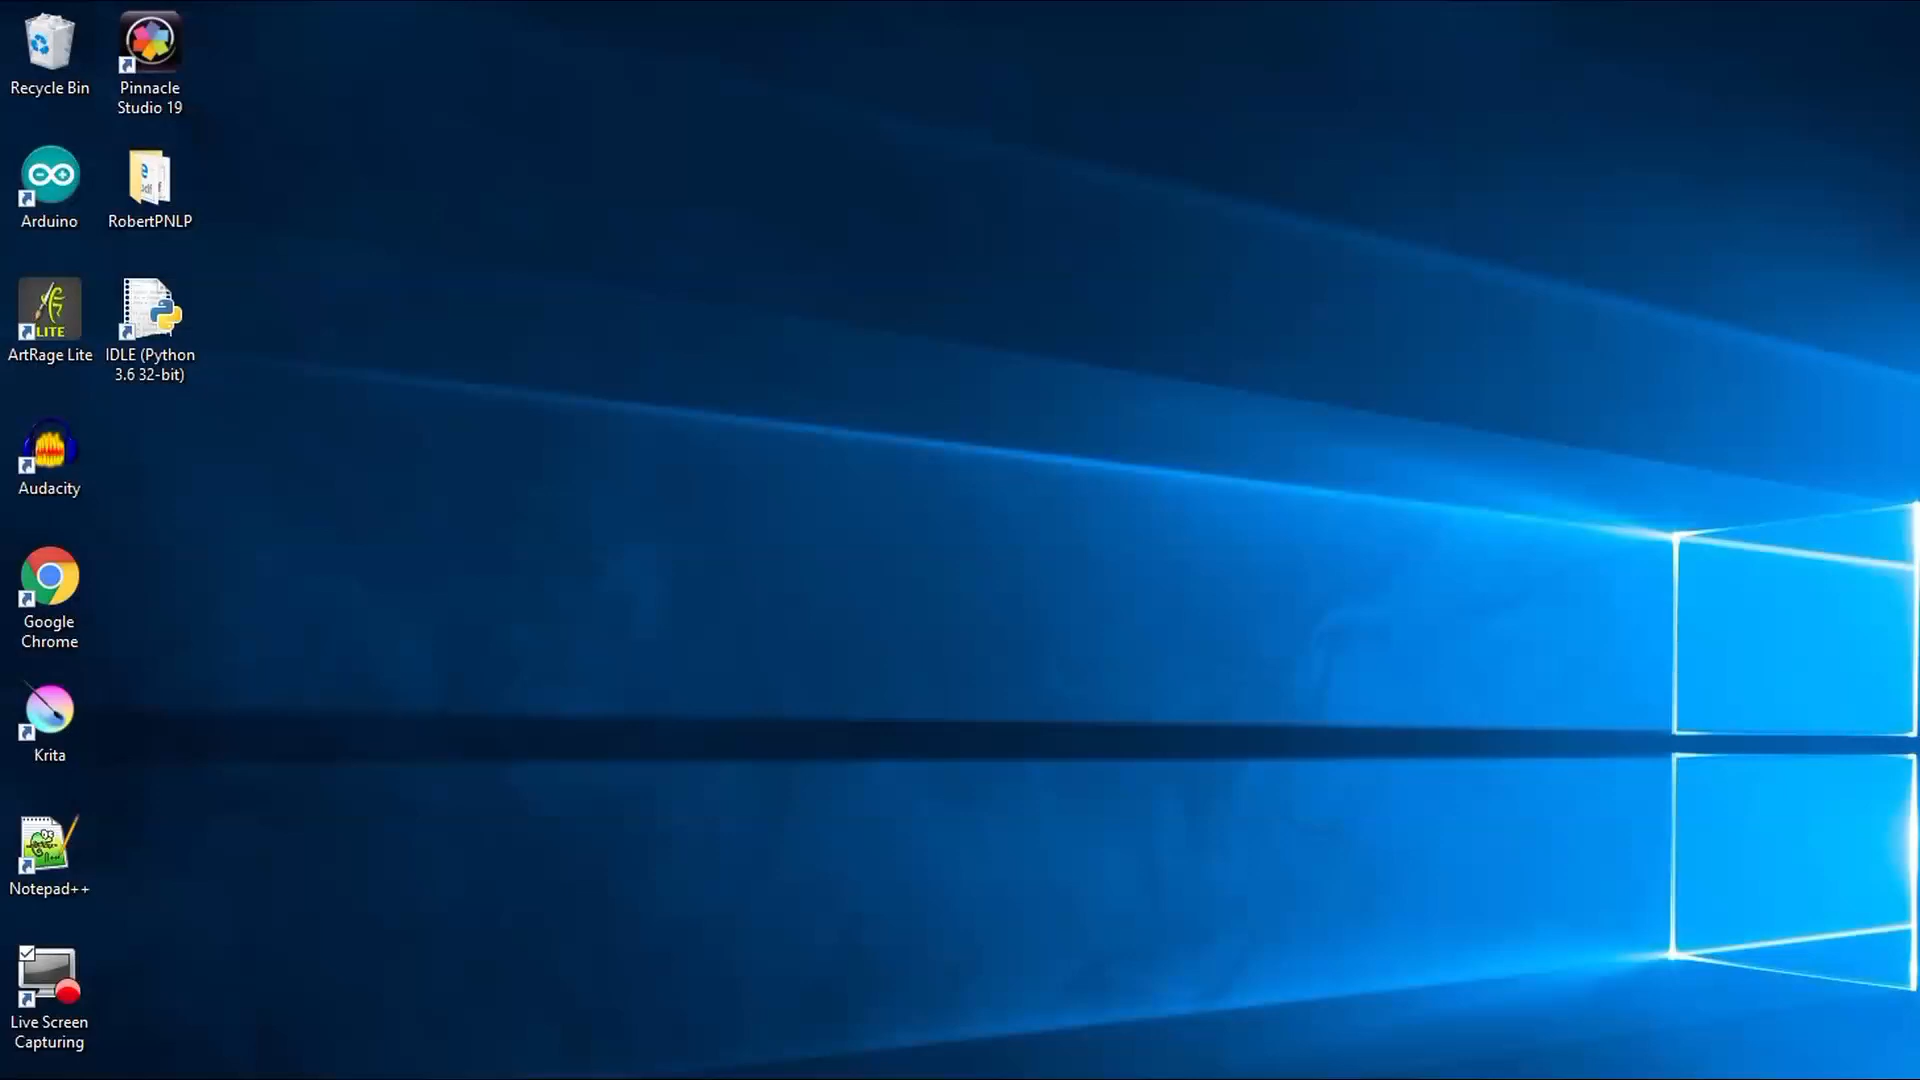 Recycle Bin
Pinnacle
Studio 19
Arduino
RobertPNLP
LITE
ArtRage Lite
IDLE (Python
3.6 32-bit)
Audacity
Google
Chrome
Krita
Notepad++
Live Screen
Capturing